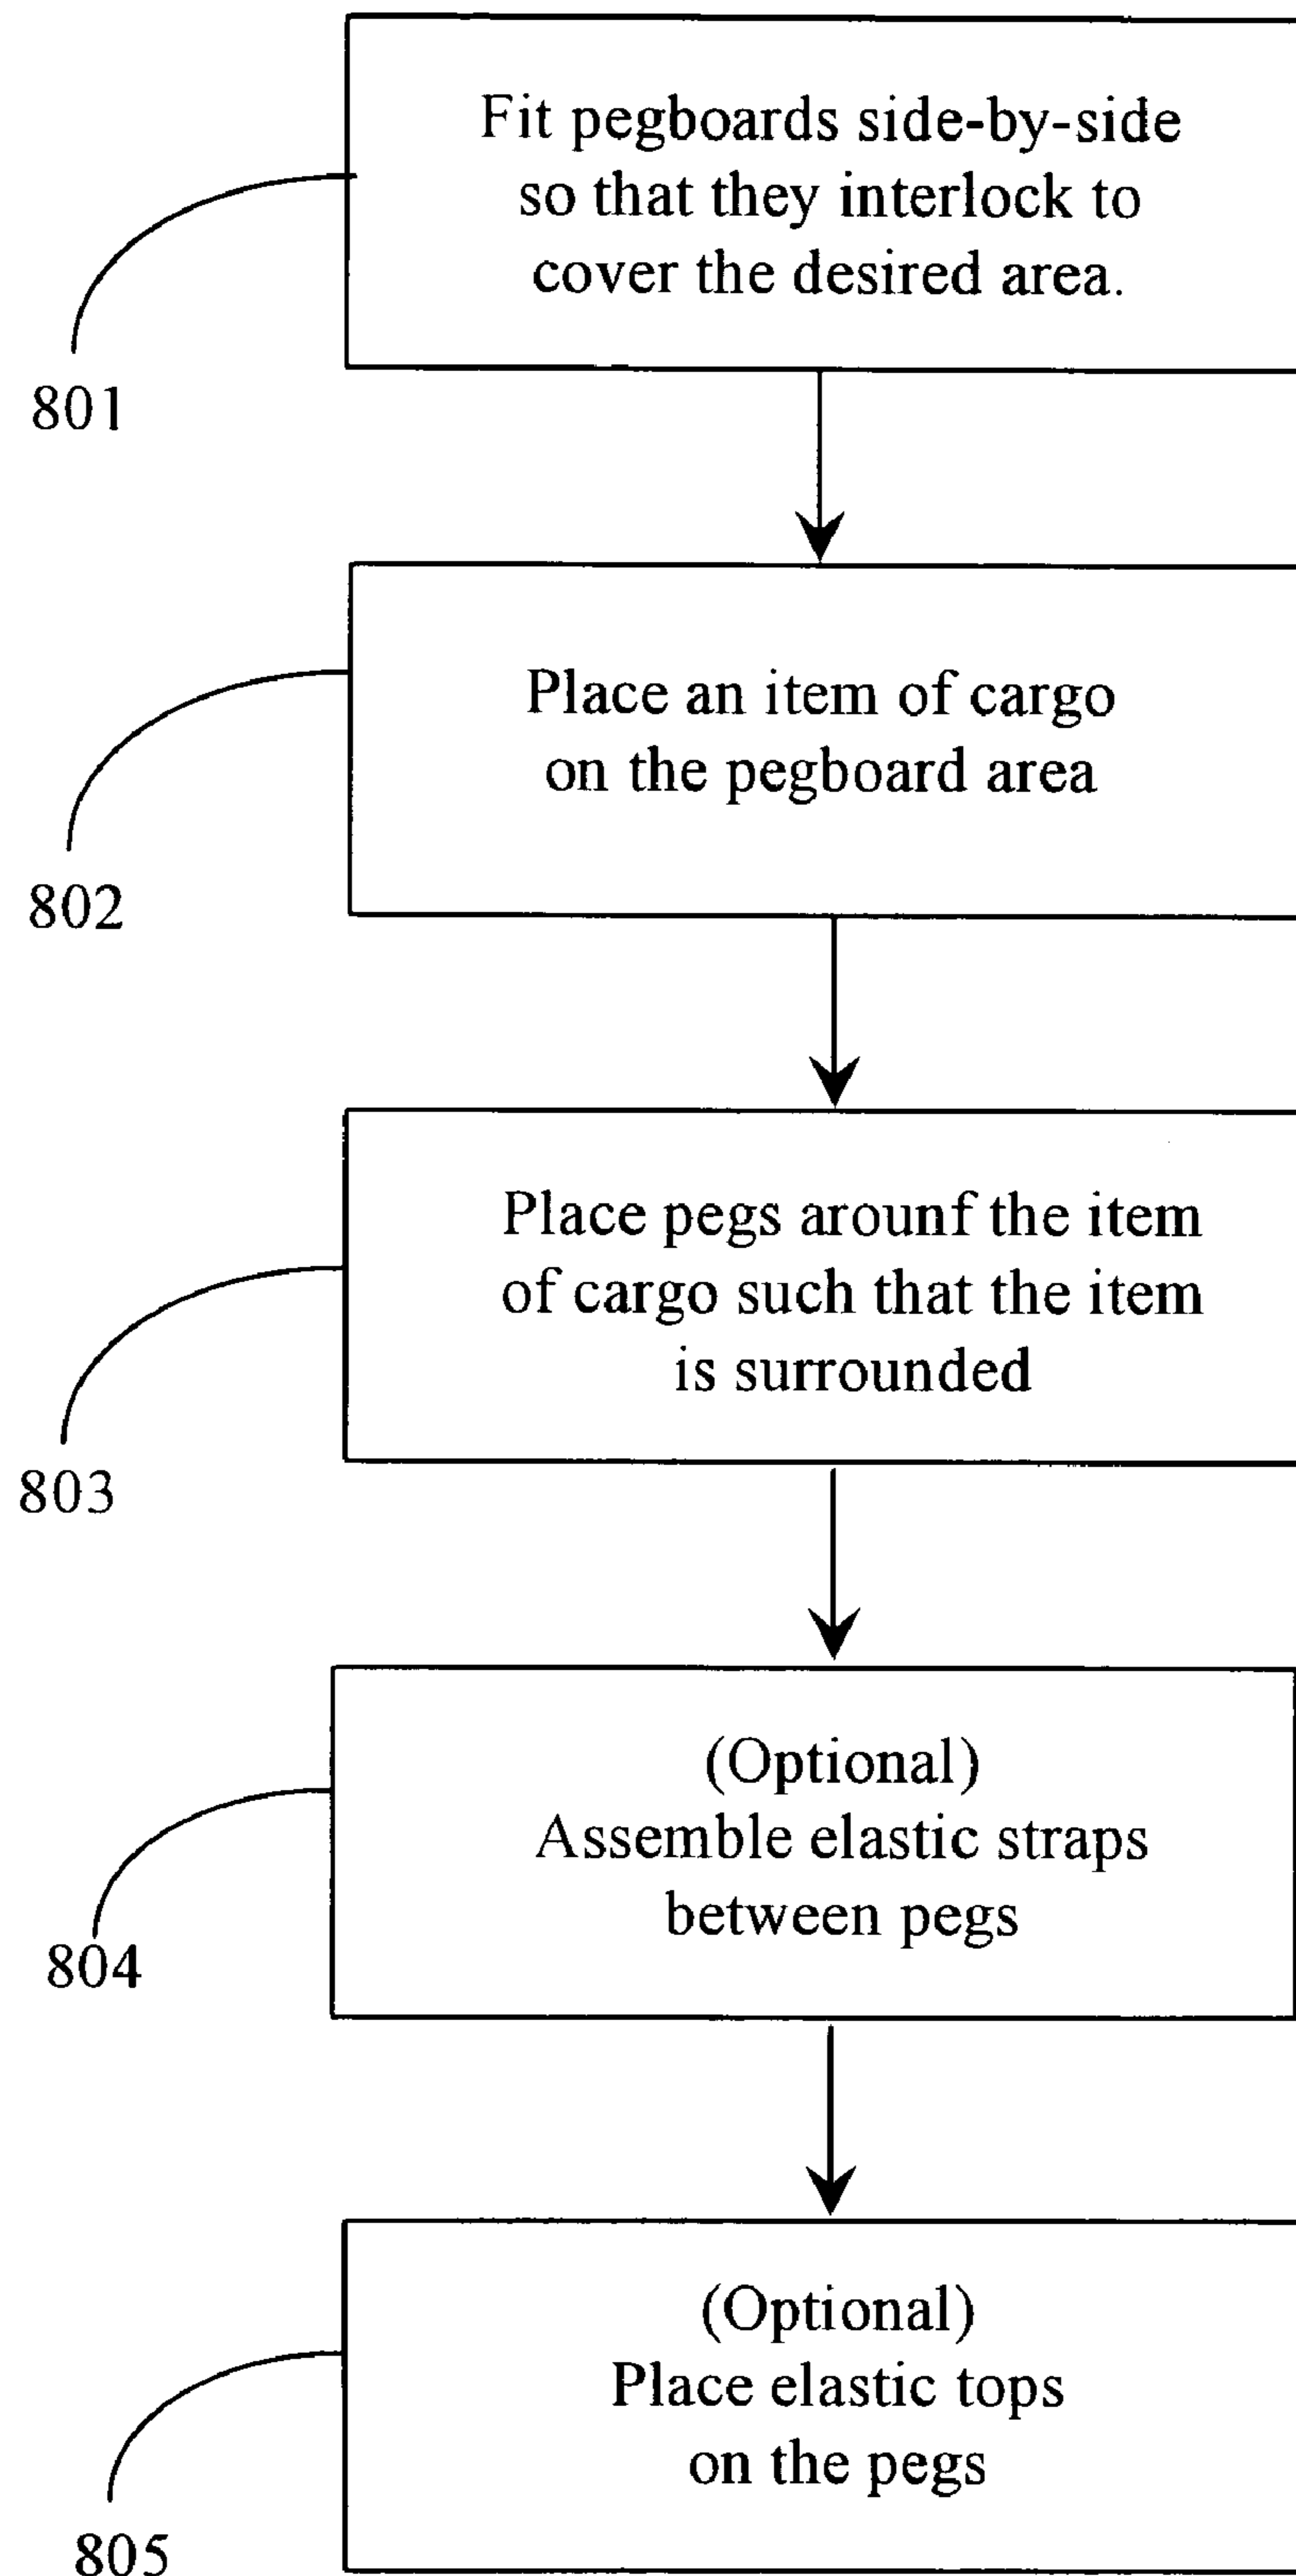 Fit pegboards side-by-side
so that they interlock to
cover the desired area.
801
Place an item of cargo
on the pegboard area
802
Place pegs arounf the item
of cargo such that the item
is surrounded
803
(Optional)
Assemble elastic straps
between pegs
804
(Optional)
Place elastic tops
on the pegs
805